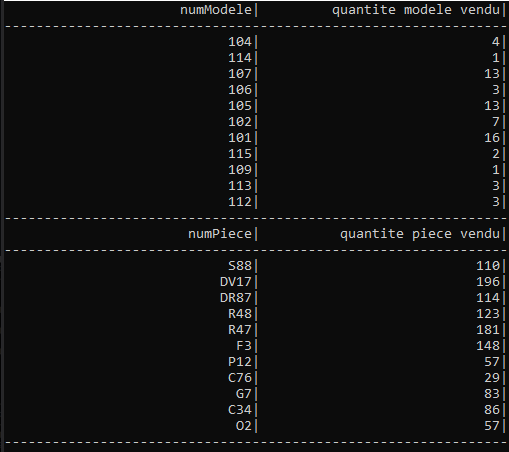 numModele| quantite modele vendu|
--------------------------------------------------------------
104| 4|
114| 1|
107| 13|
106| 3|
105| 13|
102| 7|
101| 16|
115| 2|
109| 1|
113| 3|
112| 3|
--------------------------------------------------------------
numPiece| quantite piece vendu|
--------------------------------------------------------------
S88| 110|
DV17| 196|
DR87| 114|
R48| 123|
R47| 181|
F3| 148|
P12| 57|
C76| 29|
G7| 83|
C34| 86|
O2| 57|
--------------------------------------------------------------